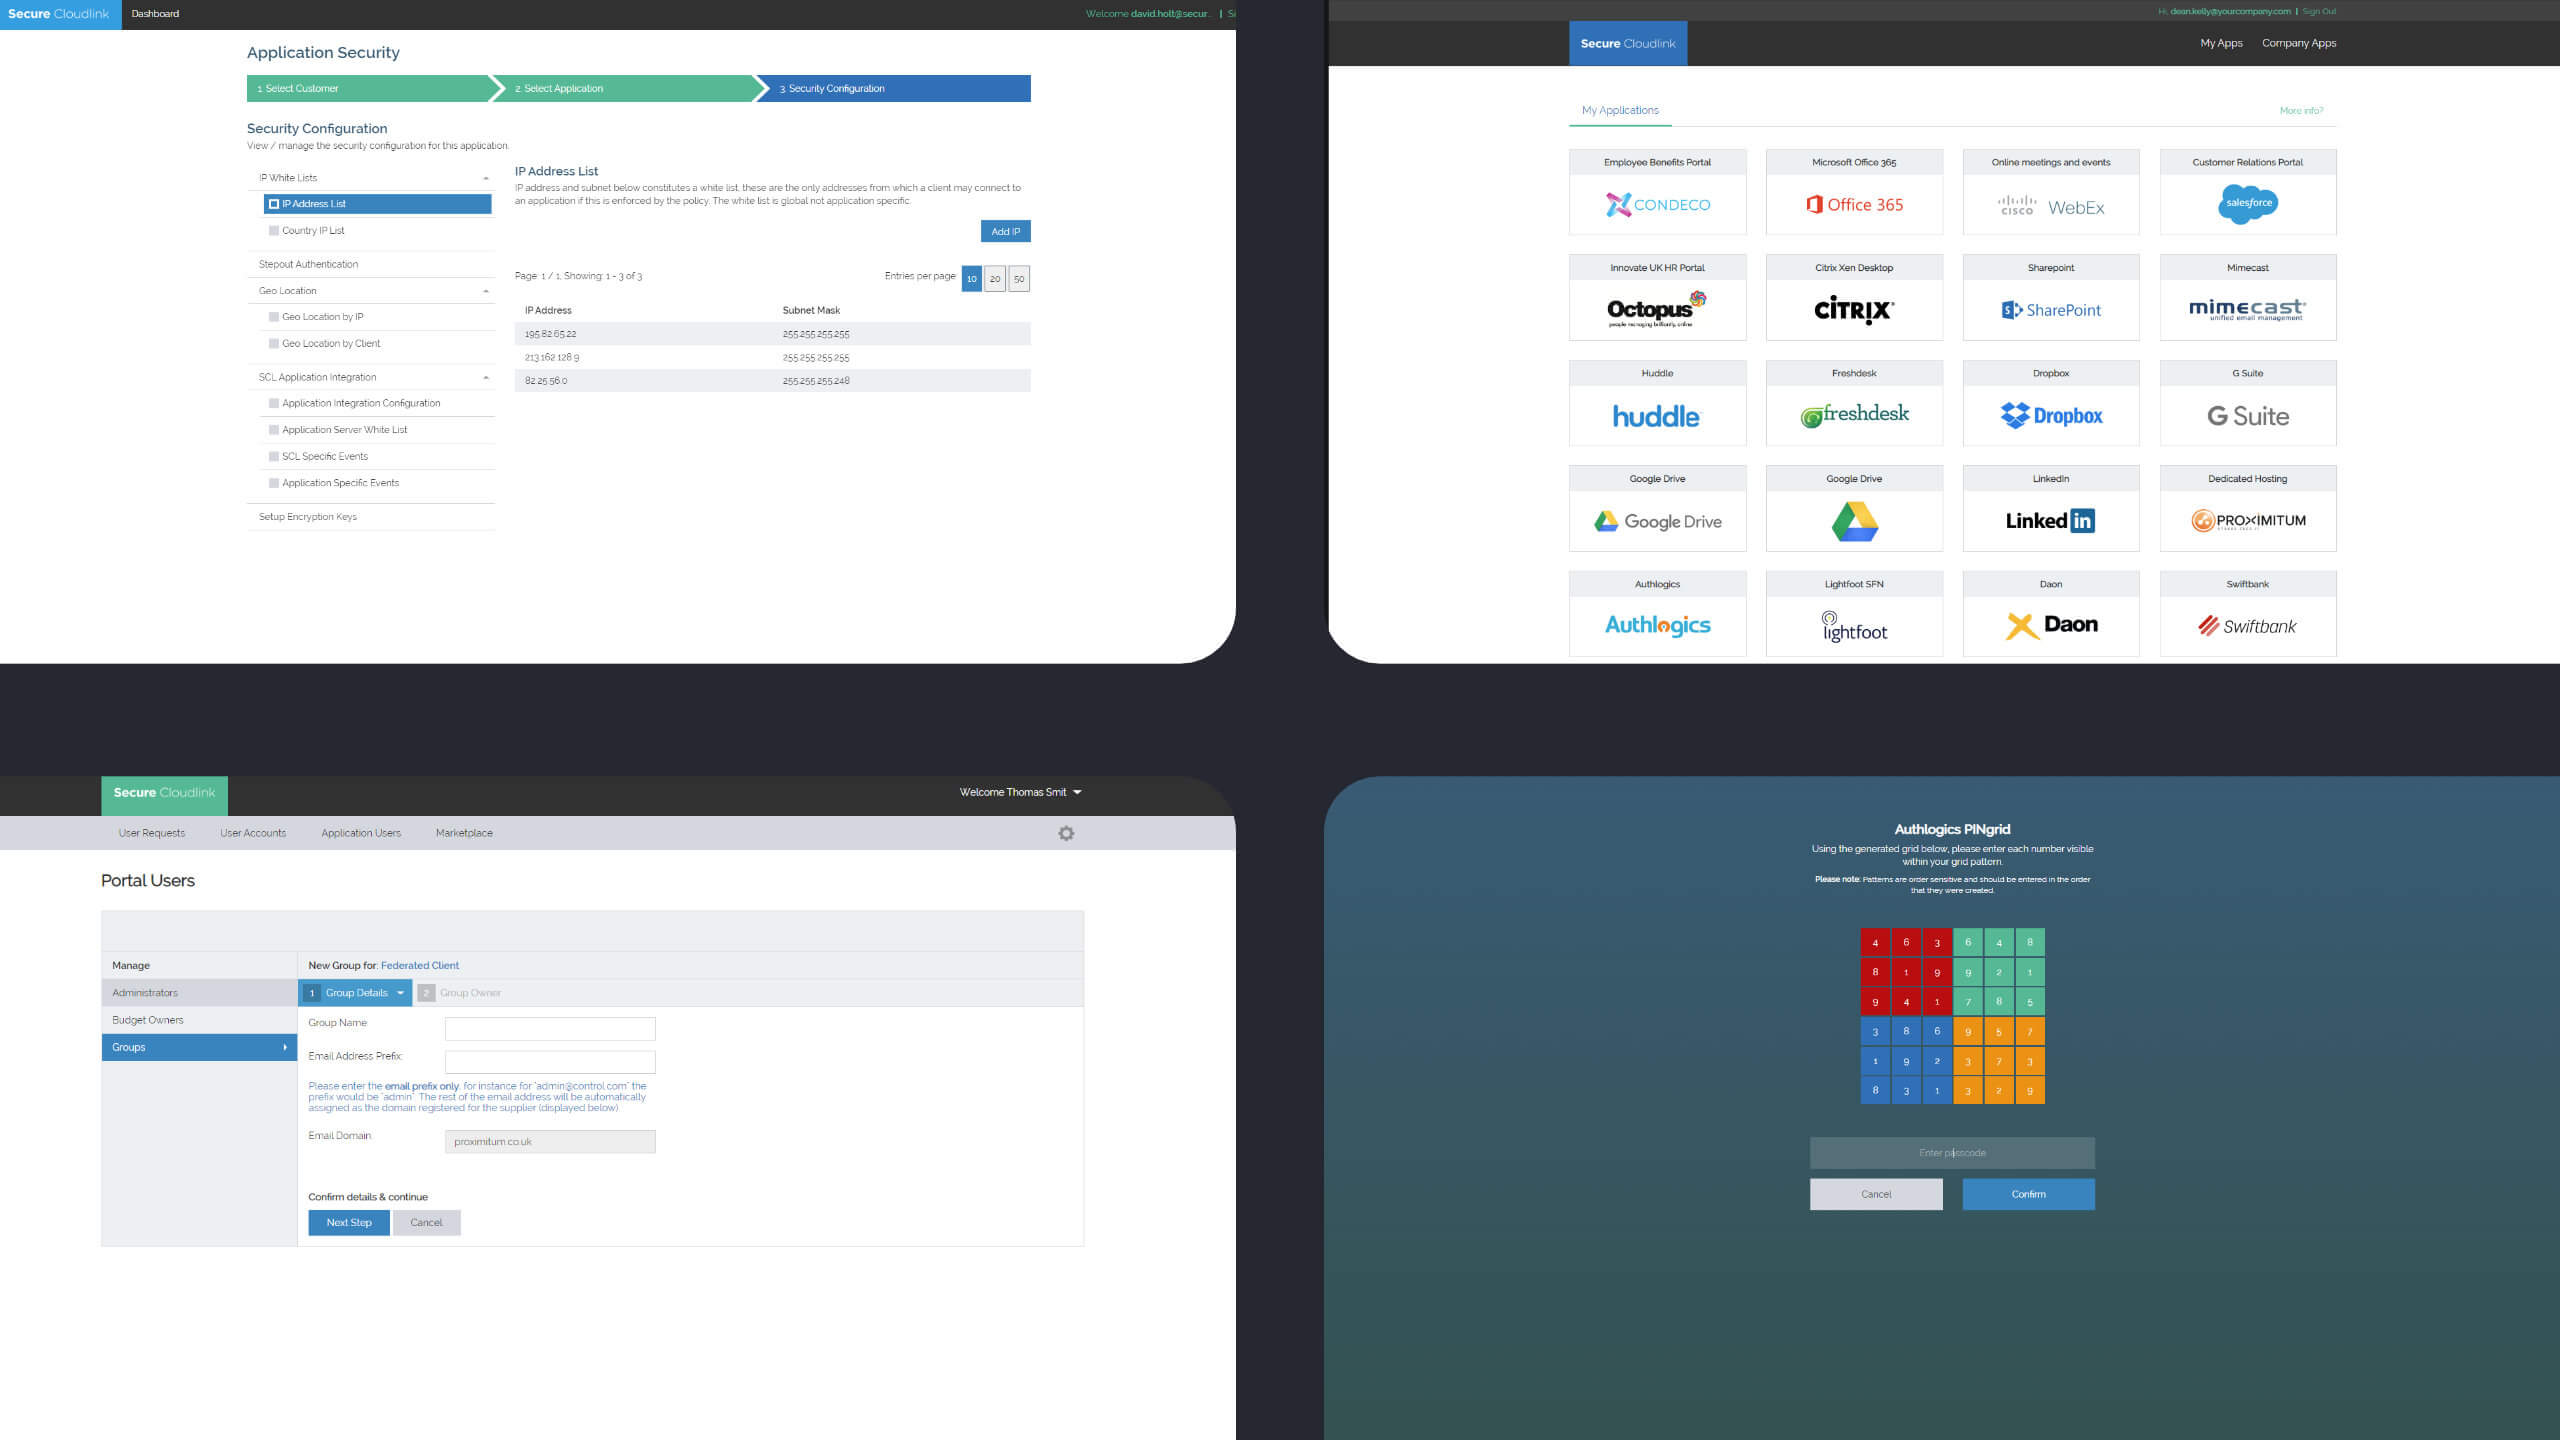 Secure Cloudlink Dashboard
Welcome david.holt@secur... | Si
Application Security
1. Select Customer
2. Select Application
3. Security Configuration
Security Configuration
View / manage the security configuration for this application.
IP White Lists
IP Address List
Country IP List
Stepout Authentication
Geo Location
Geo Location by IP
Geo Location by Client
SCL Application Integration
Application Integration Configuration
Application Server White List
SCL Specific Events
Application Specific Events
Setup Encryption Keys
IP Address List
IP address and subnet below constitutes a white list, these are the only addresses from which a client may connect to
an application if this is enforced by the policy. The white list is global not application specific.
Add IP
Page: 1 / 1, Showing: 1 - 3 of 3
Entries per page: 10 20 50
IP Address Subnet Mask
195.82.65.22 255.255.255.255
213.162.128.9 255.255.255.255
82.25.56.0 255.255.255.248
Hi, dean.kelly@yourcompany.com | Sign Out
Secure Cloudlink
My Apps Company Apps
My Applications
More info?
Employee Benefits Portal Microsoft Office 365 Online meetings and events Customer Relations Portal
CONDECO Office 365 CISCO WebEx salesforce
Innovate UK HR Portal Citrix Xen Desktop Sharepoint Mimecast
Octopus CİTRIX SharePoint mimecast
people managing brilliantly, online unified email management
Huddle Freshdesk Dropbox G Suite
huddle freshdesk Dropbox G Suite
Google Drive Google Drive LinkedIn Dedicated Hosting
Google Drive Linked in PROXIMITUM
Authlogics Lightfoot SFN Daon Swiftbank
Authlogics lightfoot Daon Swiftbank
Secure Cloudlink
Welcome Thomas Smit
User Requests User Accounts Application Users Marketplace
Portal Users
Manage
Administrators
Budget Owners
Groups
New Group for: Federated Client
1 Group Details 2 Group Owner
Group Name:
Email Address Prefix:
Please enter the email prefix only, for instance for "admin@control.com" the
prefix would be "admin". The rest of the email address will be automatically
assigned as the domain registered for the supplier (displayed below).
Email Domain: proximitum.co.uk
Confirm details & continue
Next Step Cancel
Authlogics PINgrid
Using the generated grid below, please enter each number visible
within your grid pattern.
Please note: Patterns are order sensitive and should be entered in the order
that they were created.
4 6 3 6 4 8
8 1 9 9 2 1
9 4 1 7 8 5
3 8 6 9 5 7
1 9 2 3 7 3
8 3 1 3 2 9
Enter passcode
Cancel Confirm